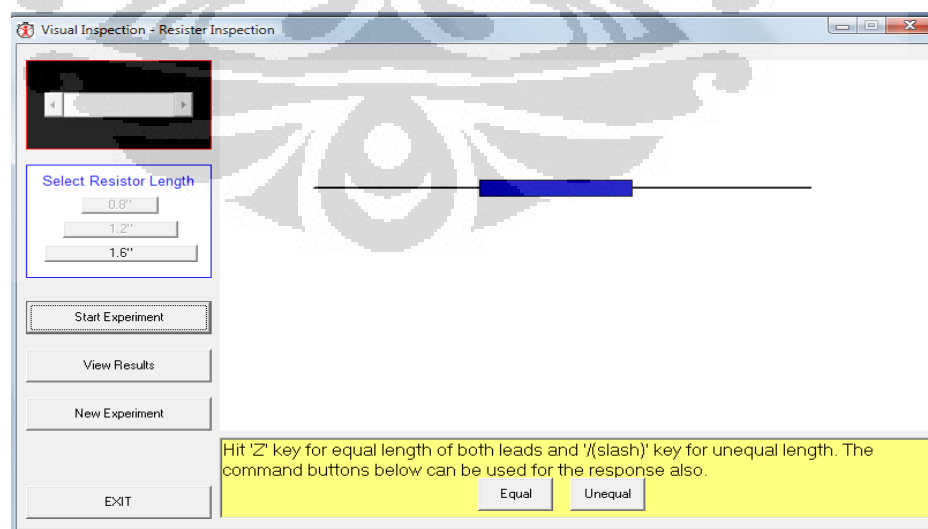 Visual Inspection - Resister Inspection
Select Resistor Length
0.8"
1.2"
1.6"
Start Experiment
View Results
New Experiment
EXIT
Hit 'Z' key for equal length of both leads and '/(slash)' key for unequal length. The
command buttons below can be used for the response also.
Equal Unequal